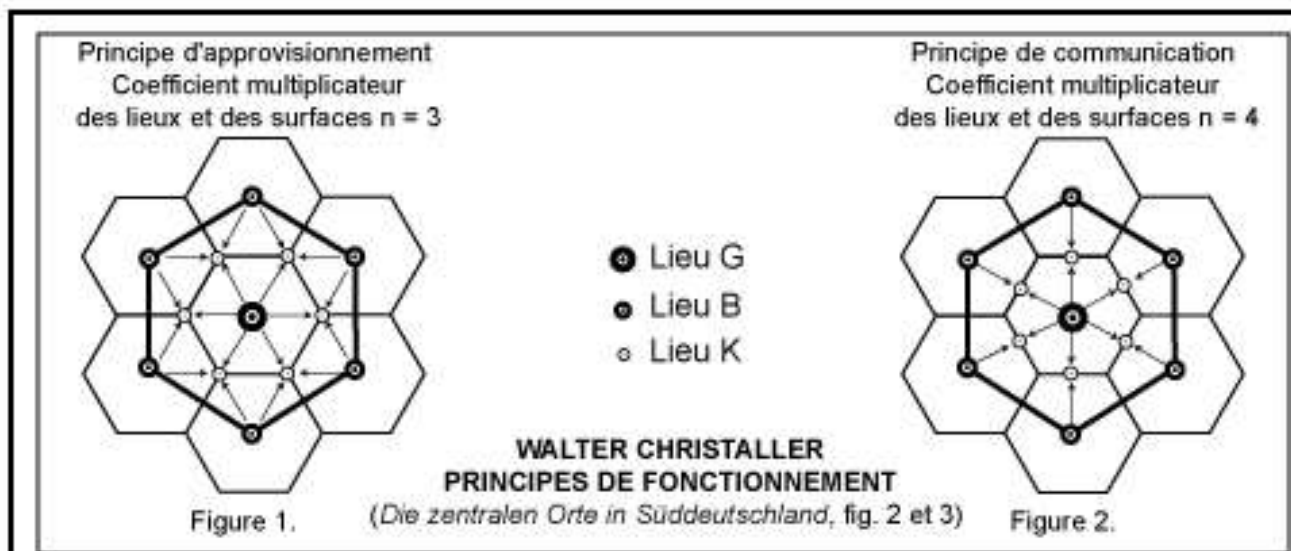 Principe d'approvisionnement
Coefficient multiplicateur
des lieux et des surfaces n = 3
Principe de communication
Coefficient multiplicateur
des lieux et des surfaces n = 4
Lieu G
Lieu B
Lieu K
WALTER CHRISTALLER
PRINCIPES DE FONCTIONNEMENT
(Die zentralen Orte in Süddeutschland, fig. 2 et 3)
Figure 1.
Figure 2.